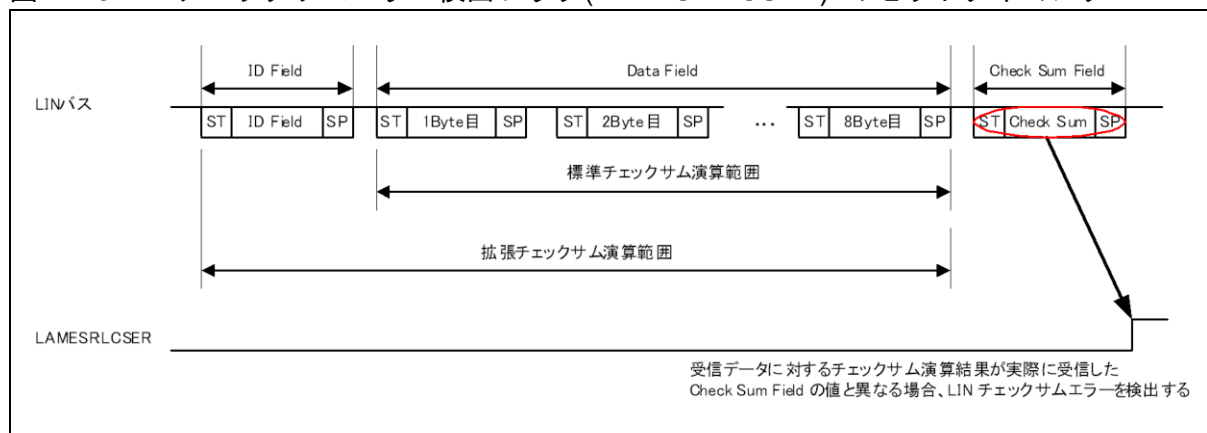 ID Field
Data Field
Check Sum Field
LINバス
ST ID Field SP ST 1Byte目 SP ST 2Byte目 SP ... ST 8Byte目 SP ST Check Sum SP
標準チェックサム演算範囲
拡張チェックサム演算範囲
LAMESRLCSER
受信データに対するチェックサム演算結果が実際に受信した
Check Sum Field の値と異なる場合、LIN チェックサムエラーを検出する